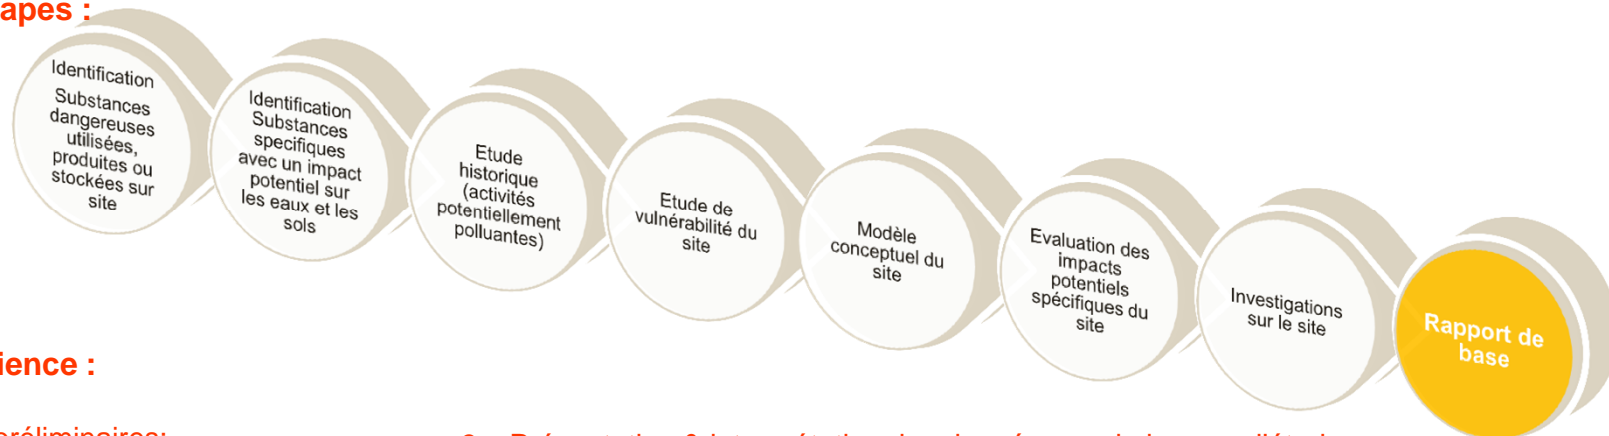 apes :
Identification
Substances
dangereuses
utilisées,
produites ou
stockées sur
site
Identification
Substances
specifiques
avec un impact
potentiel sur
les eaux et les
sols
Etude
historique
(activités
potentiellement
polluantes)
Etude de
vulnérabilité du
site
Modèle
conceptuel du
site
Evaluation des
impacts
potentiels
spécifiques du
site
Investigations
sur le site
Rapport de
base
ience :
préliminaires: